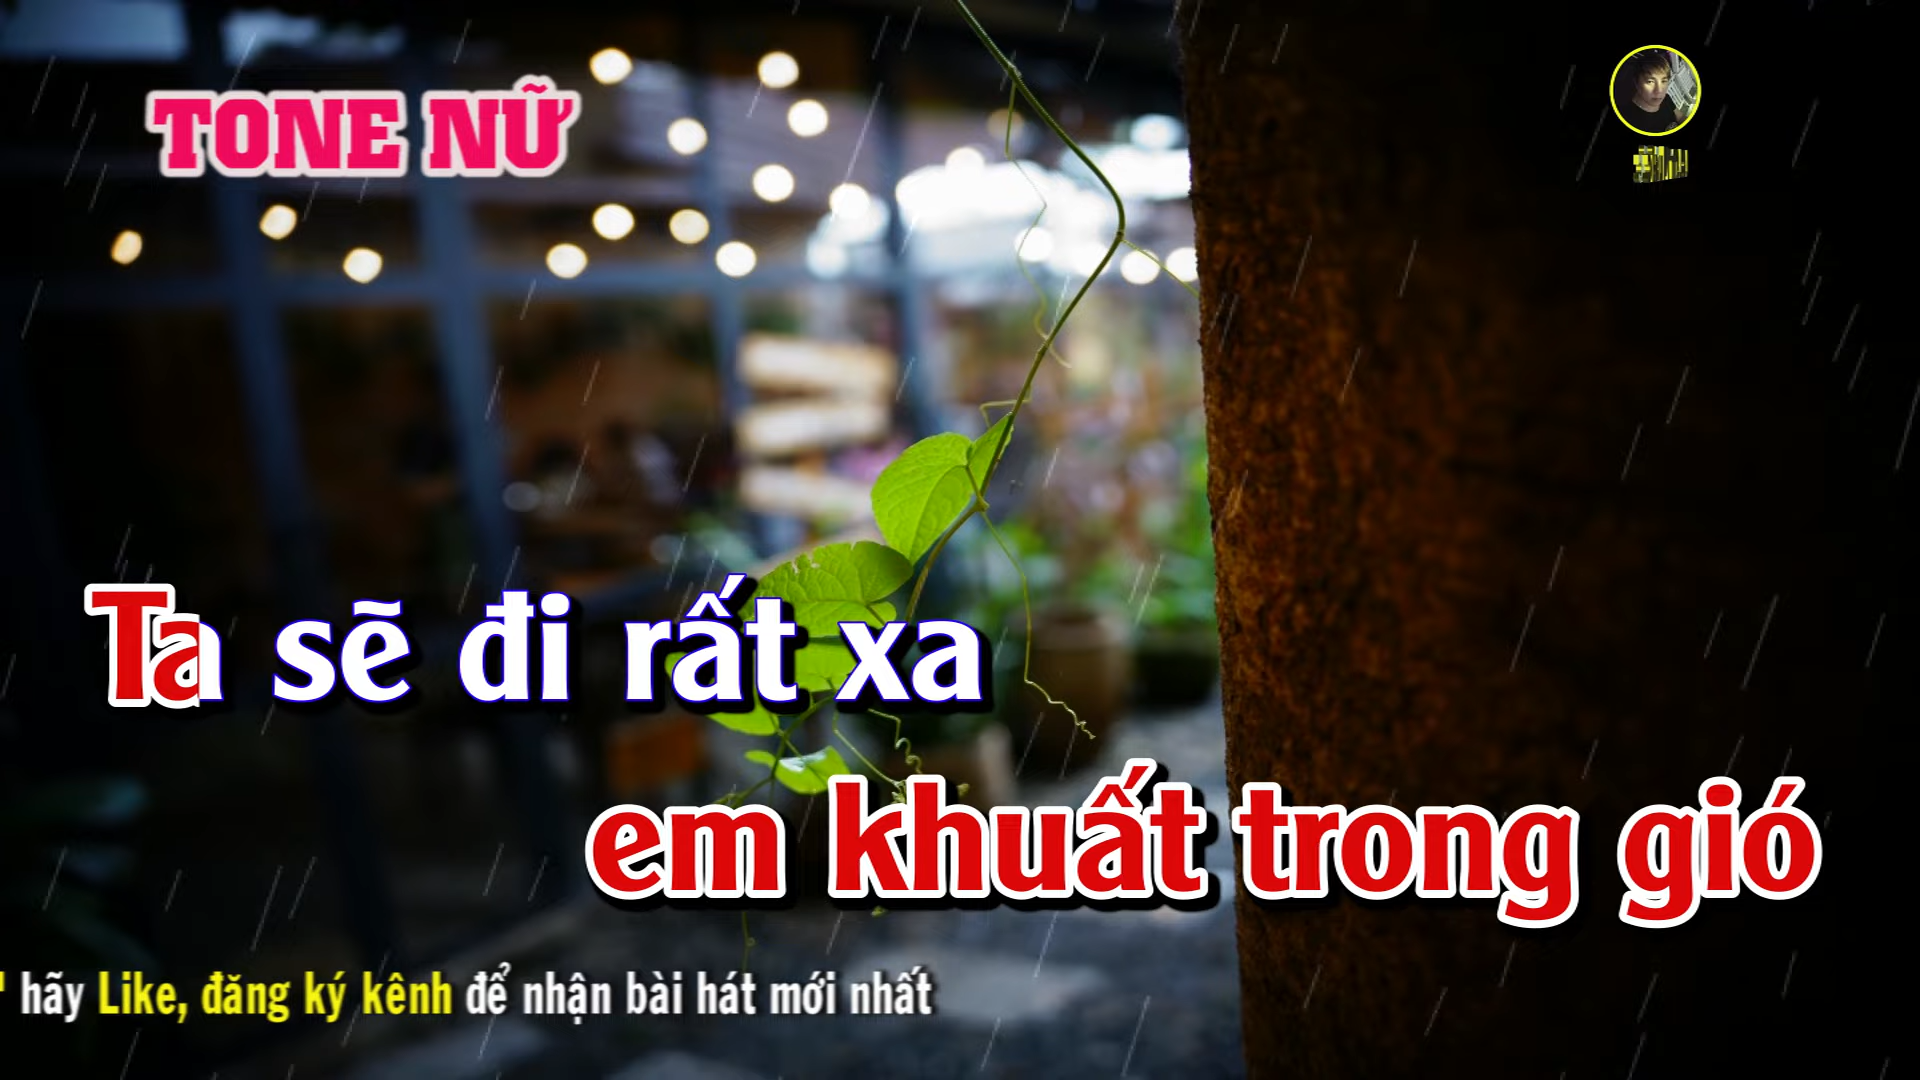 TONE NỮ
Ta sẽ đi rất xa
em khuất trong gió
" hãy Like, đăng ký kênh để nhận bài hát mới nhất